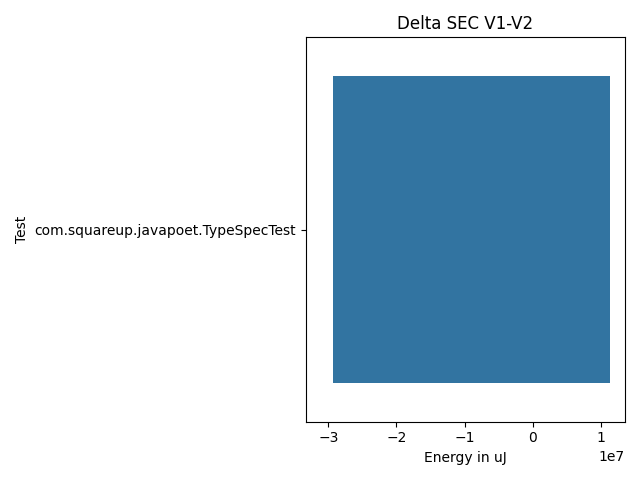 Delta SEC V1-V2
Test
com.squareup.javapoet.TypeSpecTest
−3 −2 −1 0 1
1e7
Energy in uJ